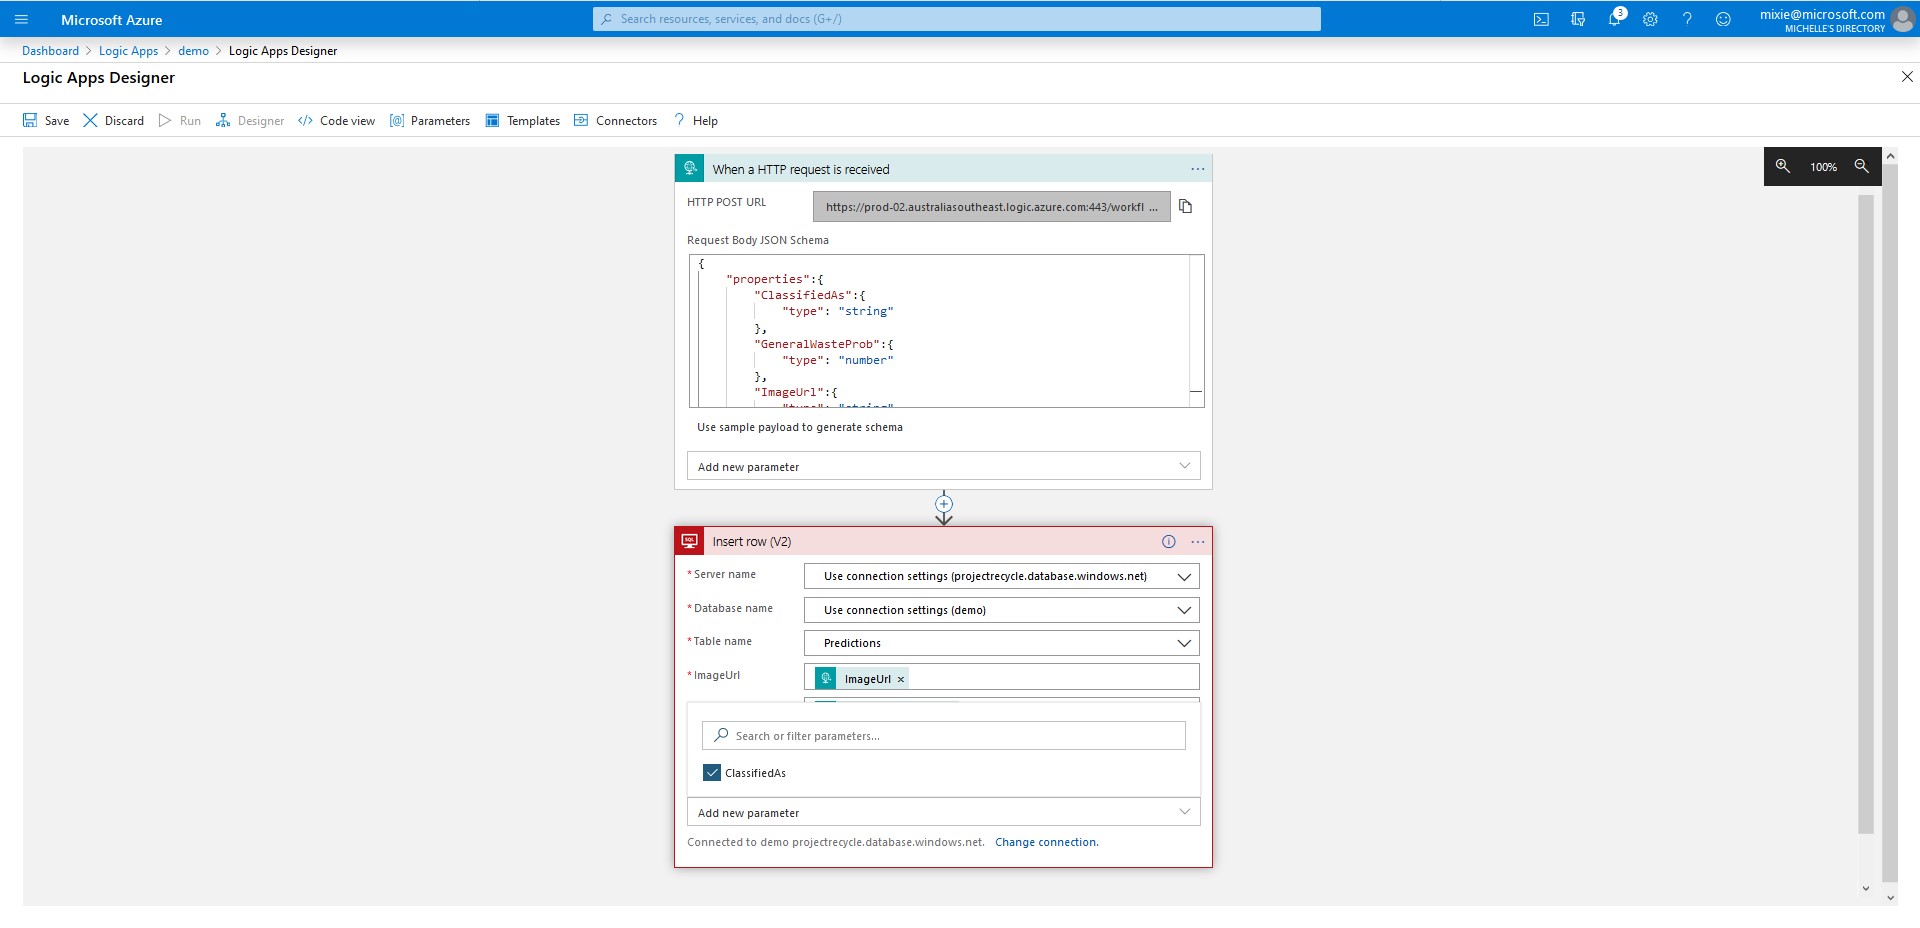 Microsoft Azure
Search resources, services, and docs (G+/)
3
mixie@microsoft.com
MICHELLE'S DIRECTORY
Dashboard > Logic Apps > demo > Logic Apps Designer
Logic Apps Designer
Save Discard Run Designer Code view Parameters Templates Connectors Help
100%
When a HTTP request is received
HTTP POST URL
https://prod-02.australiasoutheast.logic.azure.com:443/workfl ...
Request Body JSON Schema
{
"properties":{
"ClassifiedAs":{
"type": "string"
},
"GeneralWasteProb":{
"type": "number"
},
"ImageUrl":{
"type": "string"
Use sample payload to generate schema
Add new parameter
SQL
Insert row (V2)
* Server name
Use connection settings (projectrecycle.database.windows.net)
* Database name
Use connection settings (demo)
* Table name
Predictions
* ImageUrl
ImageUrl ×
Search or filter parameters...
ClassifiedAs
Add new parameter
Connected to demo projectrecycle.database.windows.net. Change connection.